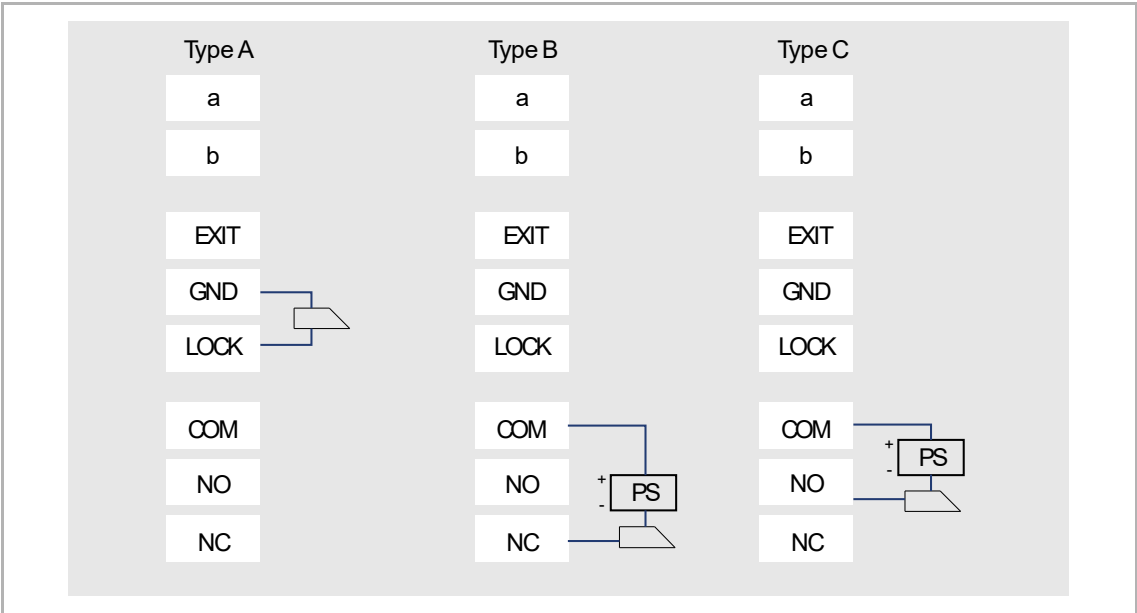 Type A Type B Type C
a a a
b b b
EXIT EXIT EXIT
GND GND GND
LOCK LOCK LOCK
COM COM COM
+ PS
-
NO NO NO
+ PS
-
NC NC NC